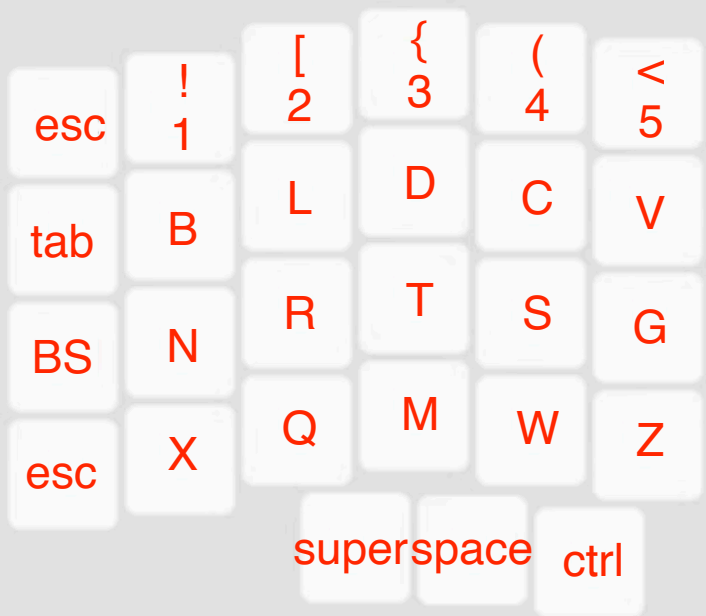 esc ! [ { ( <
1 2 3 4 5
tab B L D C V
BS N R T S G
esc X Q M W Z
super space ctrl